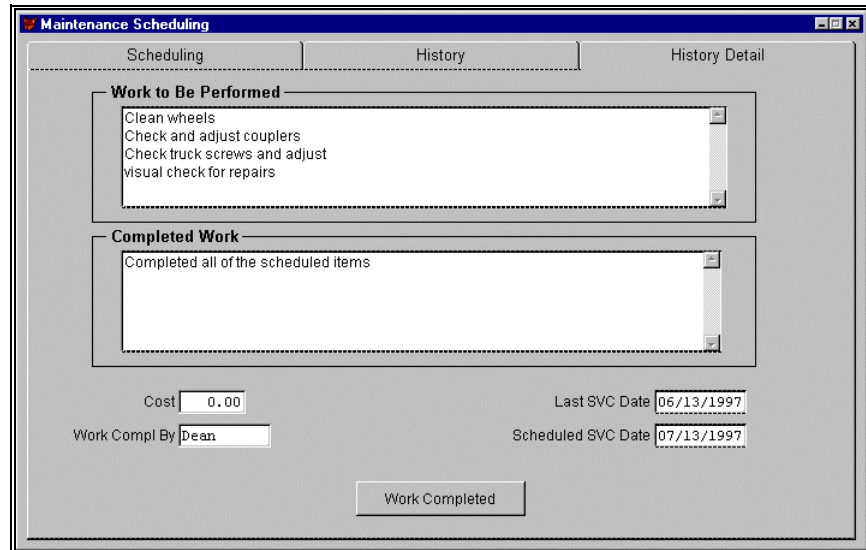 Maintenance Scheduling
Scheduling History History Detail
Work to Be Performed
Clean wheels
Check and adjust couplers
Check truck screws and adjust
visual check for repairs
Completed Work
Completed all of the scheduled items
Cost 0.00 Last SVC Date 06/13/1997
Work Compl By Dean Scheduled SVC Date 07/13/1997
Work Completed